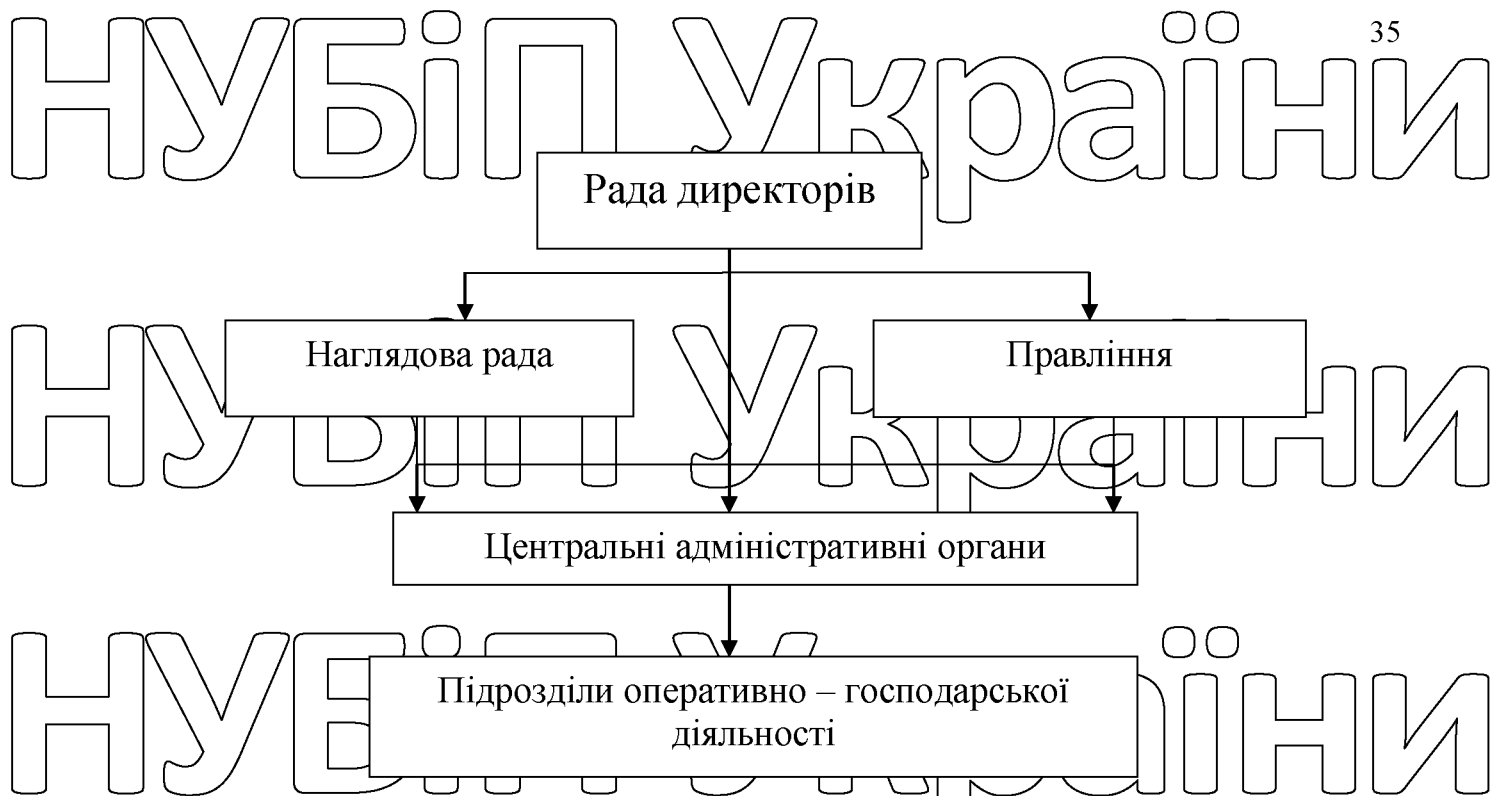 НУБіП України
35
Рада директорів
Наглядова рада
Правління
НУБіП України
Центральні адміністративні органи
НУБіП України
Підрозділи оперативно – господарської
діяльності